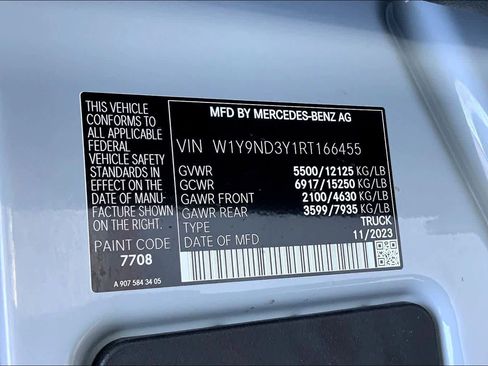 THIS VEHICLE
CONFORMS TO
ALL APPLICABLE
FEDERAL
VEHICLE SAFETY
STANDARDS IN
EFFECT ON THE
DATE OF MANU-
FACTURE SHOWN
ON THE RIGHT.
PAINT CODE
7708
A 907 584 34 05
MFD BY MERCEDES-BENZ AG
VIN W1Y9ND3Y1RT166455
GVWR 5500/12125 KG/LB
GCWR 6917/15250 KG/LB
GAWR FRONT 2100/4630 KG/LB
GAWR REAR 3599/7935 KG/LB
TYPE TRUCK
DATE OF MFD 11/2023